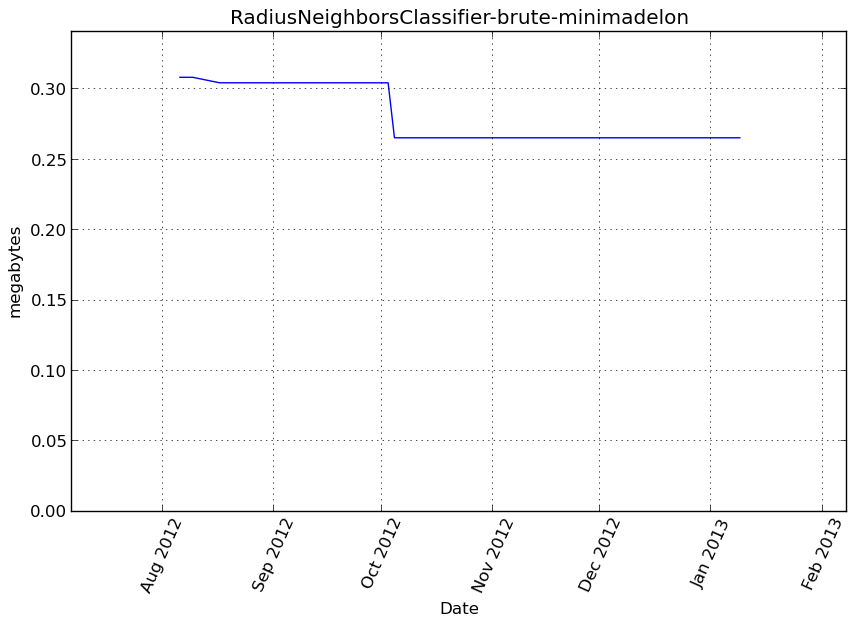 RadiusNeighborsClassifier-brute-minimadelon
megabytes
0.30
0.25
0.20
0.15
0.10
0.05
0.00
Aug 2012
Sep 2012
Oct 2012
Nov 2012
Dec 2012
Jan 2013
Feb 2013
Date